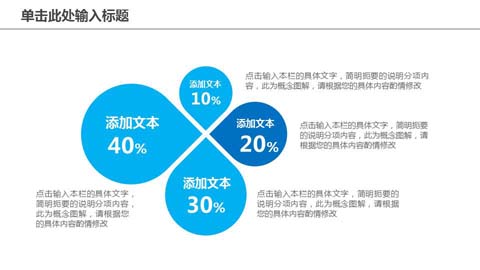 单击此处输入标题
添加文本
10%
点击输入本栏的具体文字，简明扼要的说明分项内
容，此为概念图解，请根据您的具体内容酌情修改
添加文本
40%
添加文本
20%
点击输入本栏的具体文字，简明扼要
的说明分项内容，此为概念图解，请
根据您的具体内容酌情修改
添加文本
30%
点击输入本栏的具体文字，
简明扼要的说明分项内容，
此为概念图解，请根据您
的具体内容酌情修改
点击输入本栏的具体文字，简明扼要的
说明分项内容，此为概念图解，请根据
您的具体内容酌情修改